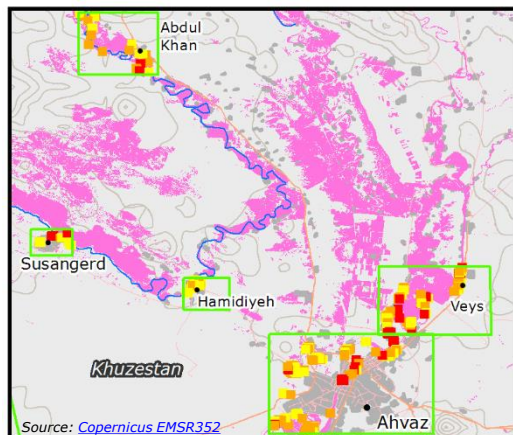 Abdul
Khan
Susangerd
Hamidiyeh
Veys
Khuzestan
Ahvaz
Source: Copernicus EMSR352